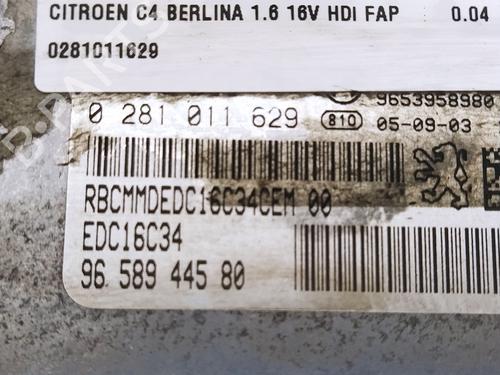 CITROEN C4 BERLINA 1.6 16V HDI FAP 0.04
0281011629
9653958980
0 281 011 629 810 05-09-03
RBCMMDEDC16C34CEM 00
EDC16C34
96 589 445 80